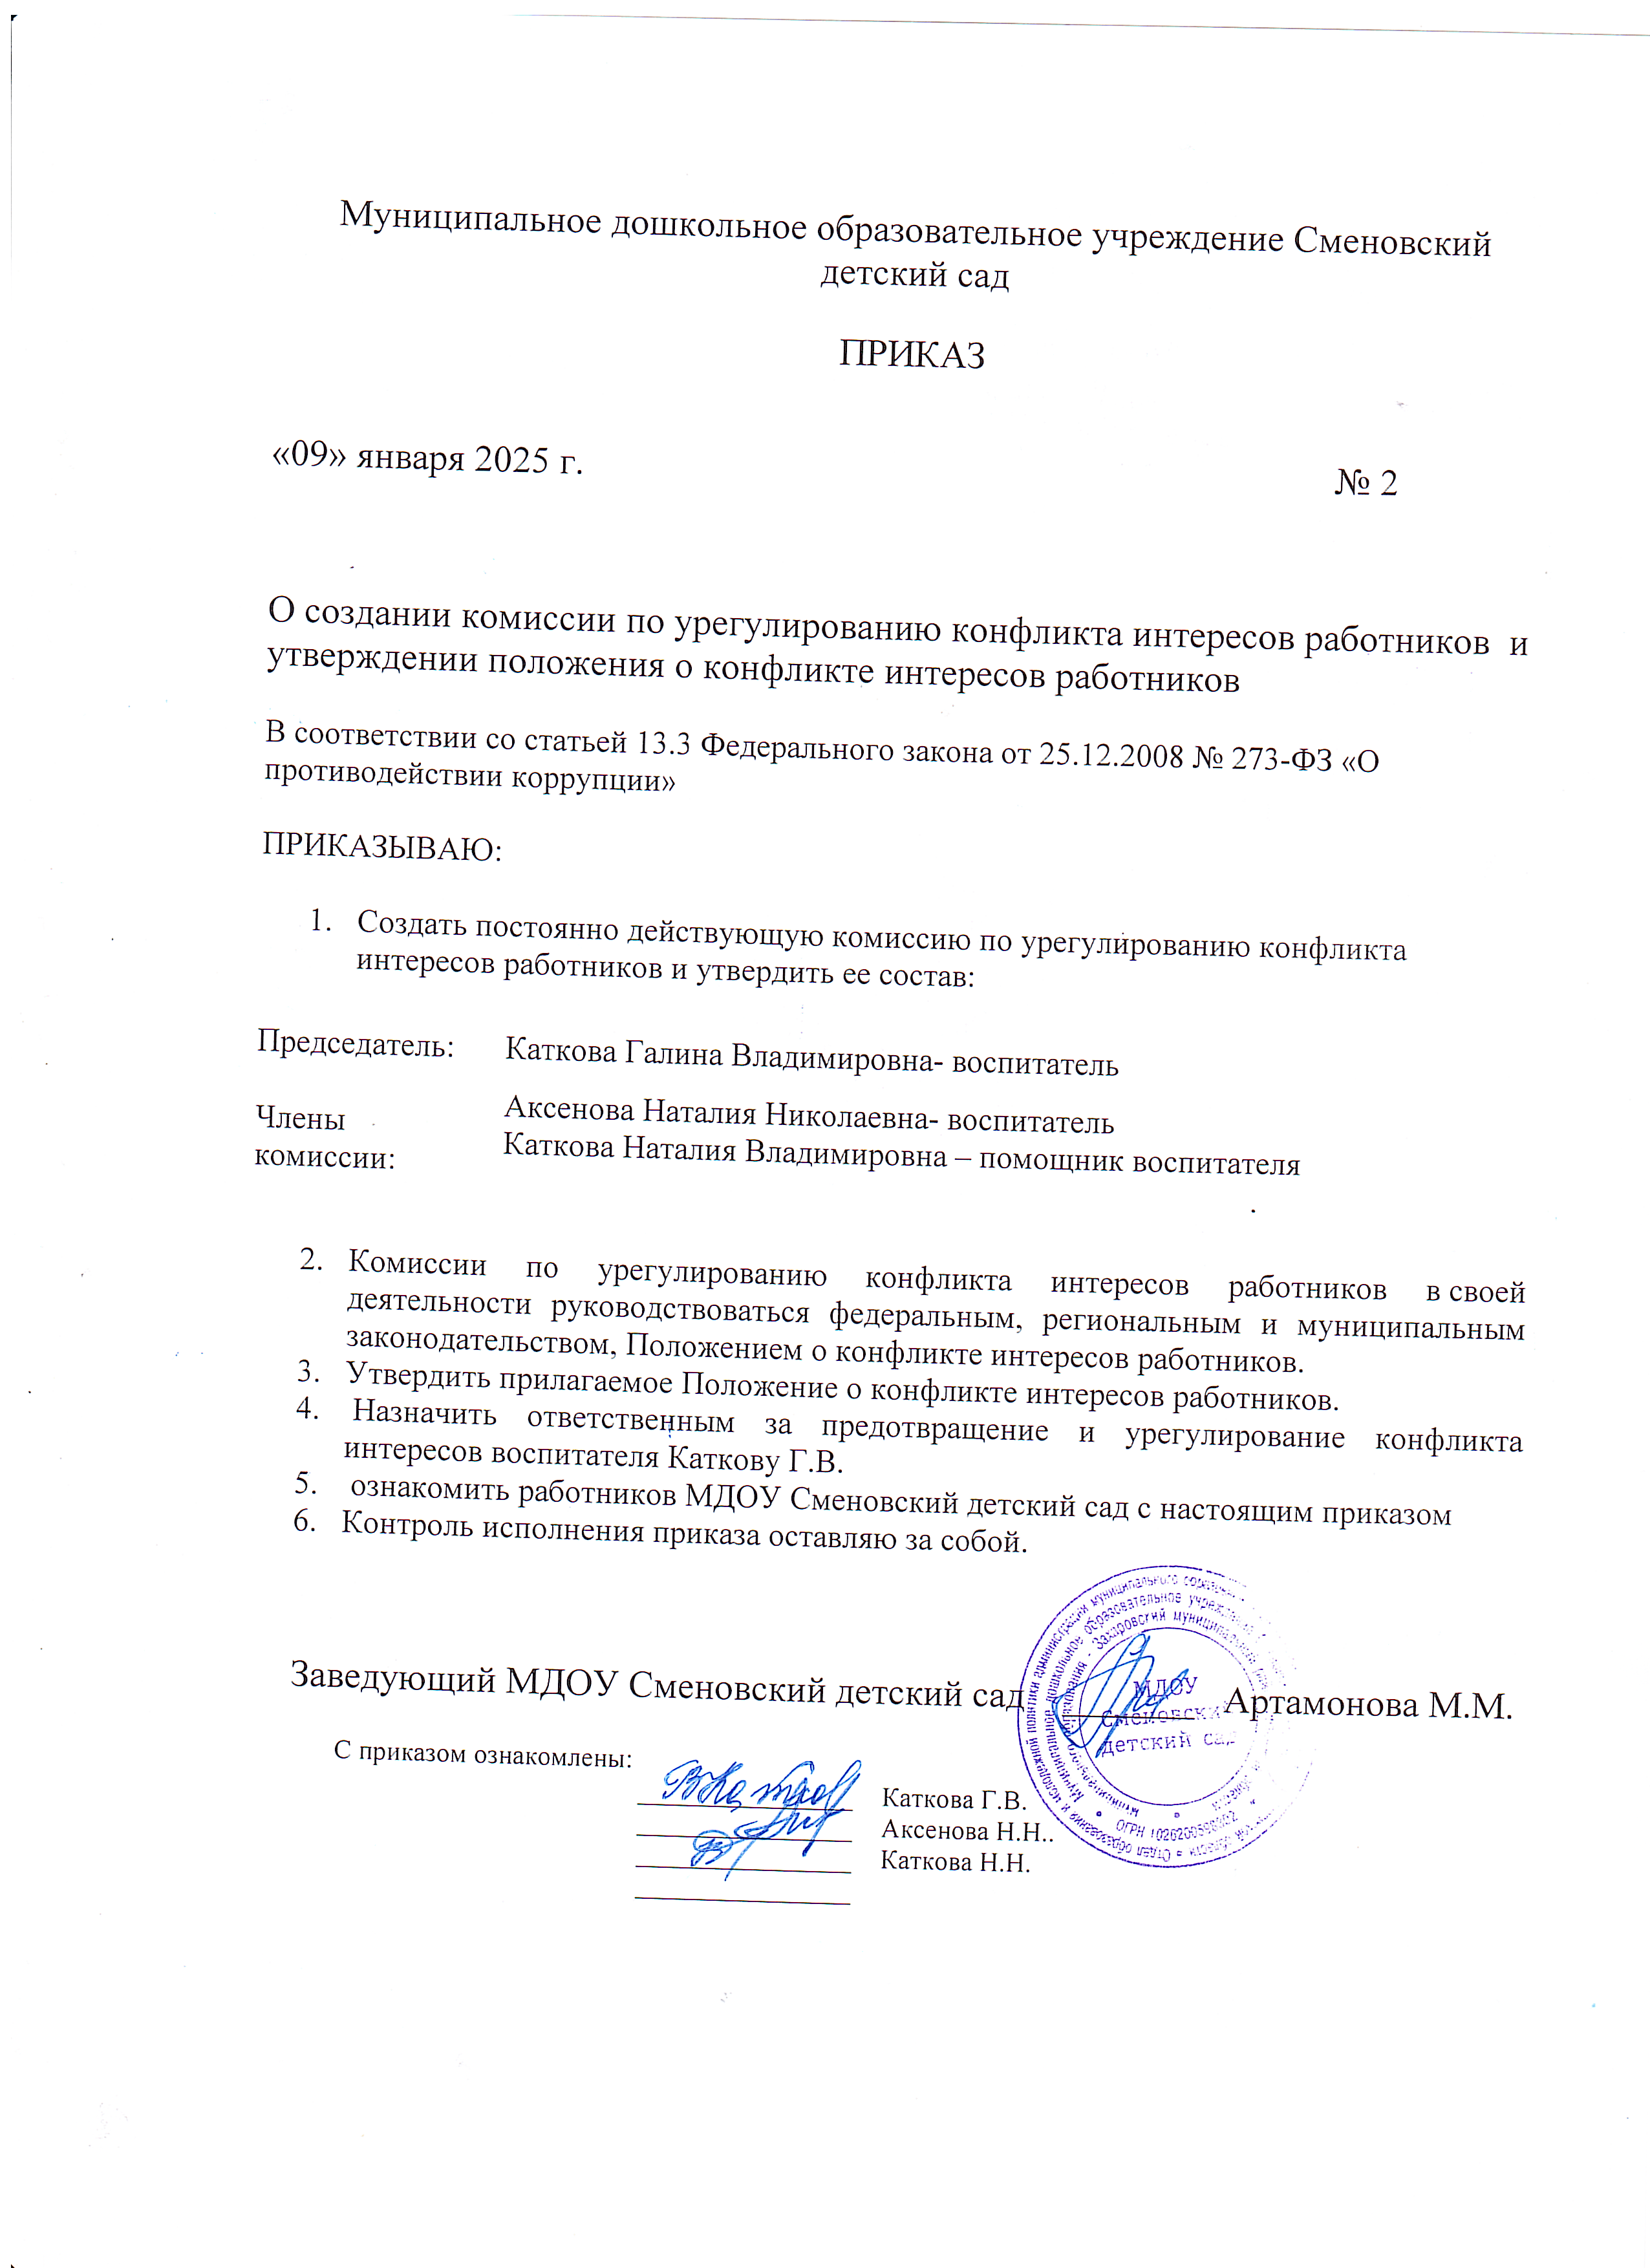 Муниципальное дошкольное образовательное учреждение Сменовский
детский сад
ПРИКАЗ
«09» января 2025 г.
№ 2
О создании комиссии по урегулированию конфликта интересов работников и
утверждении положения о конфликте интересов работников
В соответствии со статьей 13.3 Федерального закона от 25.12.2008 № 273-ФЗ «О
противодействии коррупции»
ПРИКАЗЫВАЮ:
1. Создать постоянно действующую комиссию по урегулированию конфликта
интересов работников и утвердить ее состав:
Председатель: Каткова Галина Владимировна- воспитатель
Члены
комиссии:
Аксенова Наталия Николаевна- воспитатель
Каткова Наталия Владимировна – помощник воспитателя
2. Комиссии по урегулированию конфликта интересов работников в своей
деятельности руководствоваться федеральным, региональным и муниципальным
законодательством, Положением о конфликте интересов работников.
3. Утвердить прилагаемое Положение о конфликте интересов работников.
4. Назначить ответственным за предотвращение и урегулирование конфликта
интересов воспитателя Каткову Г.В.
5. ознакомить работников МДОУ Сменовский детский сад с настоящим приказом
6. Контроль исполнения приказа оставляю за собой.
Заведующий МДОУ Сменовский детский сад Артамонова М.М.
МДОУ
детский сад
С приказом ознакомлены:
Каткова Г.В.
Аксенова Н.Н..
Каткова Н.Н.